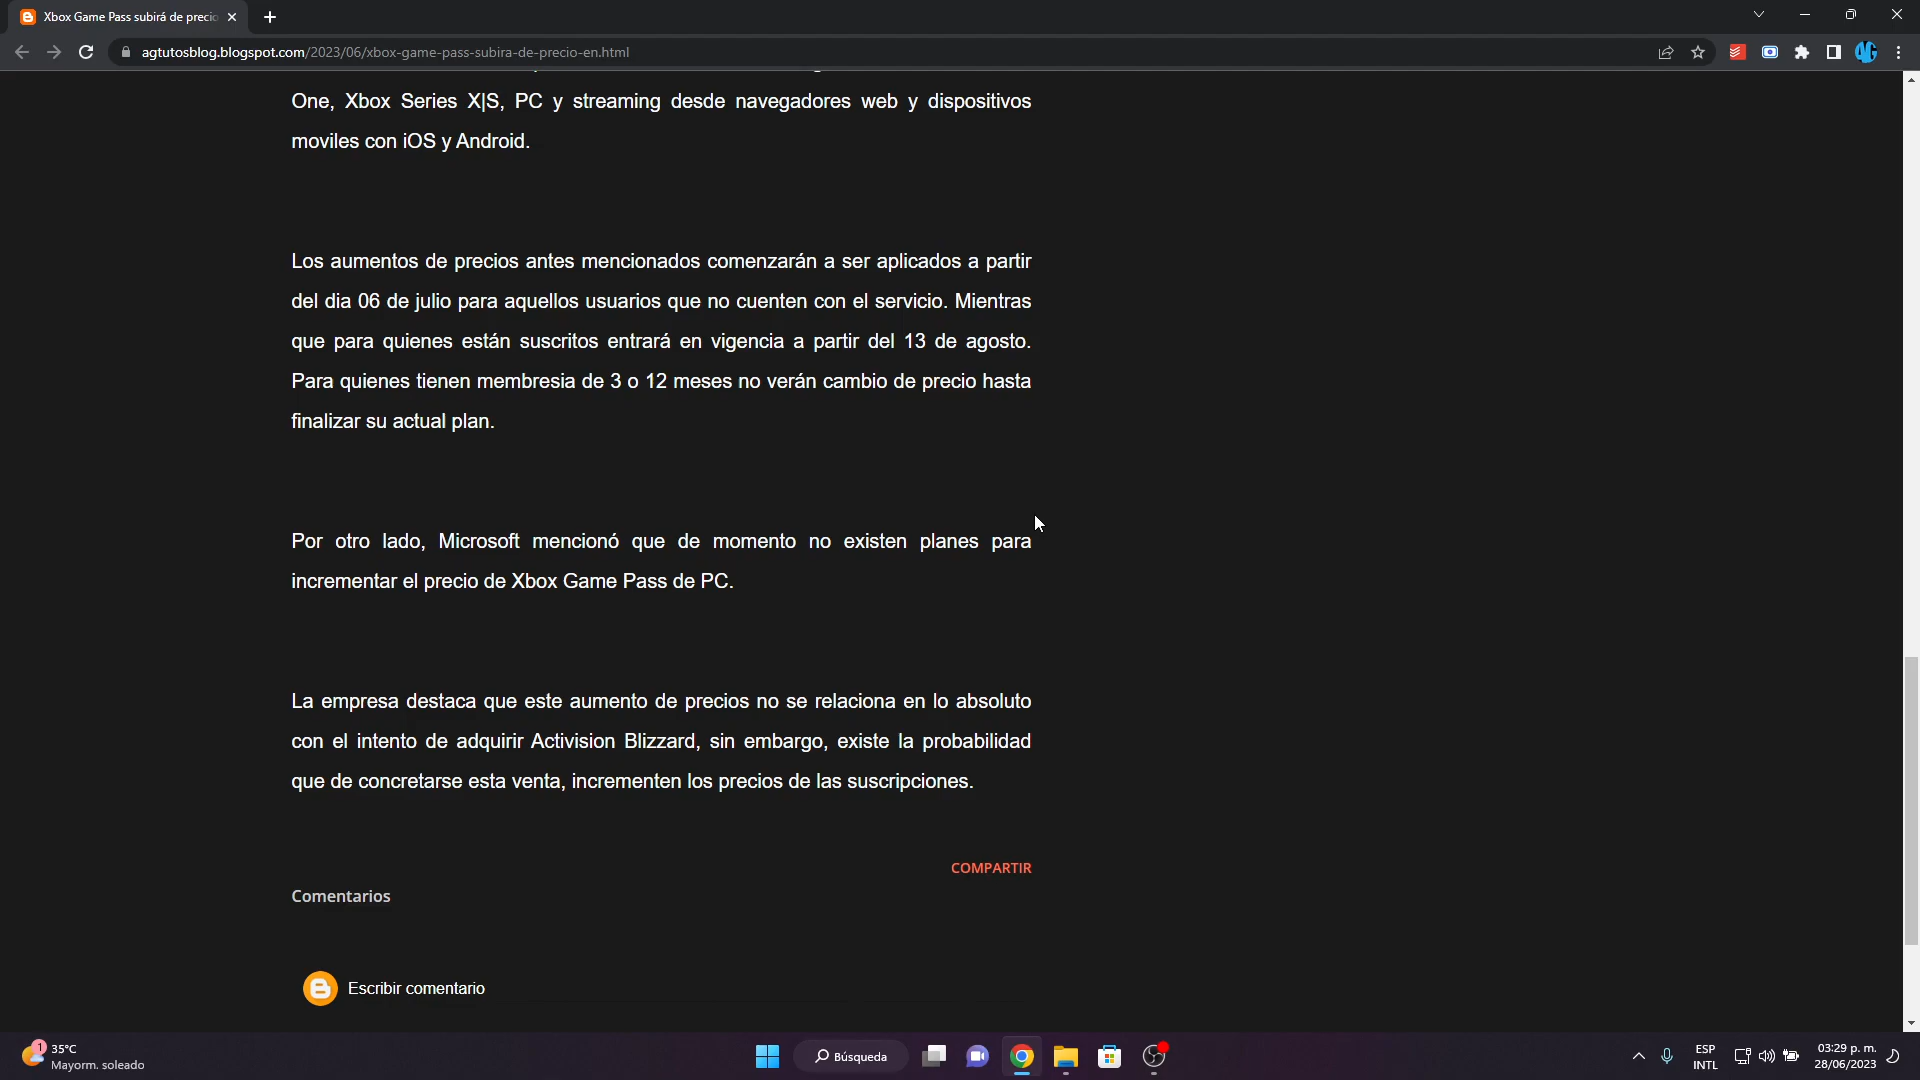 Xbox Game Pass subirá de precio
agtutosblog.blogspot.com/2023/06/xbox-game-pass-subira-de-precio-en.html
One, Xbox Series X|S, PC y streaming desde navegadores web y dispositivos
moviles con iOS y Android.
Los aumentos de precios antes mencionados comenzarán a ser aplicados a partir
del dia 06 de julio para aquellos usuarios que no cuenten con el servicio. Mientras
que para quienes están suscritos entrará en vigencia a partir del 13 de agosto.
Para quienes tienen membresia de 3 o 12 meses no verán cambio de precio hasta
finalizar su actual plan.
Por otro lado, Microsoft mencionó que de momento no existen planes para
incrementar el precio de Xbox Game Pass de PC.
La empresa destaca que este aumento de precios no se relaciona en lo absoluto
con el intento de adquirir Activision Blizzard, sin embargo, existe la probabilidad
que de concretarse esta venta, incrementen los precios de las suscripciones.
COMPARTIR
Comentarios
Escribir comentario
1
35°C
Mayorm. soleado
Búsqueda
ESP
INTL
03:29 p. m.
28/06/2023